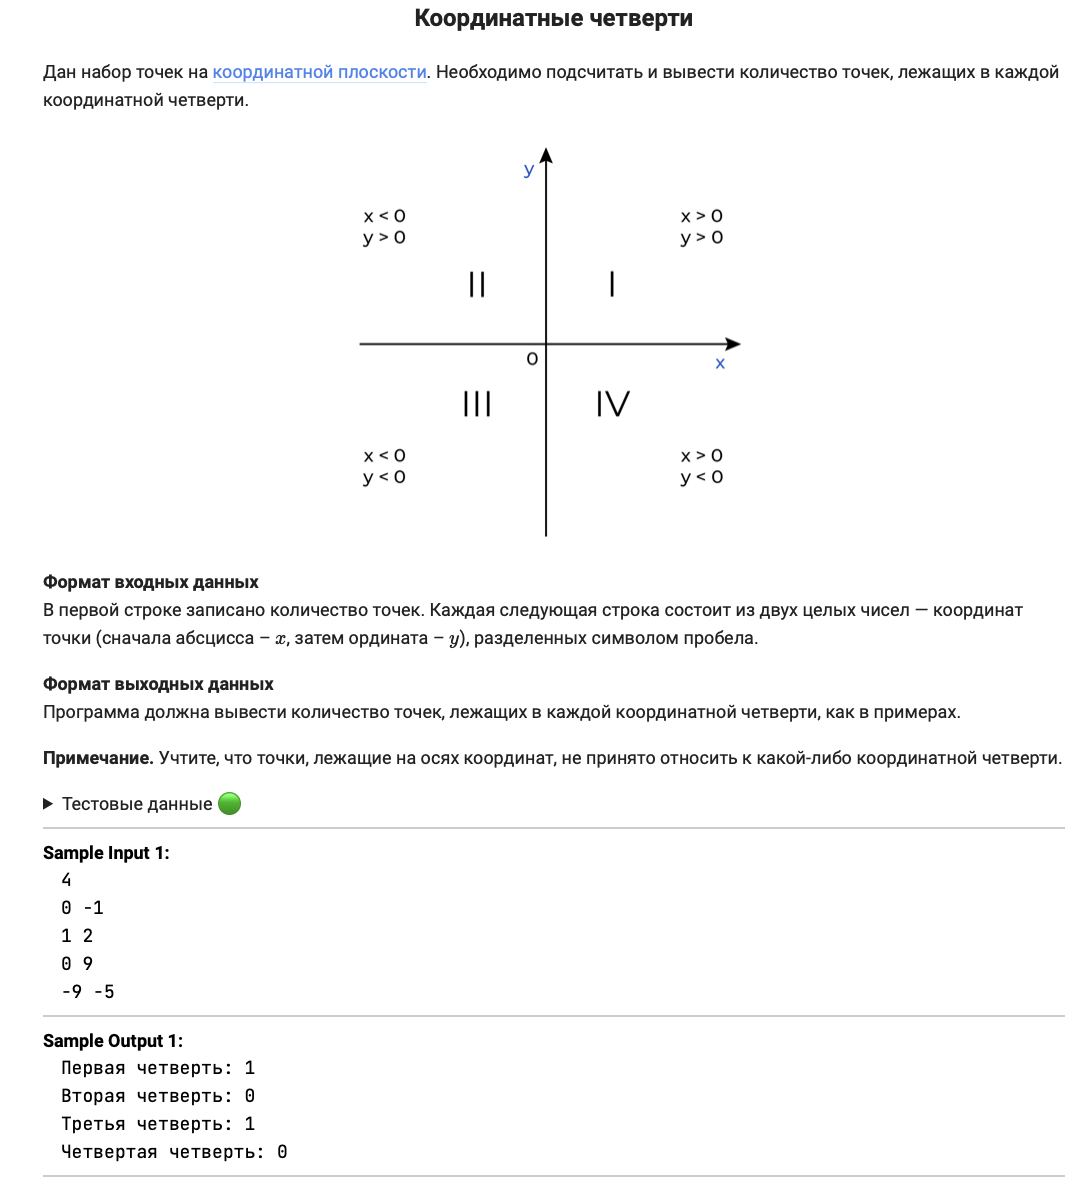 Координатные четверти
Дан набор точек на координатной плоскости. Необходимо подсчитать и вывести количество точек, лежащих в каждой
координатной четверти.
y
x < 0
y > 0
x > 0
y > 0
II
I
0
x
III
IV
x < 0
y < 0
x > 0
y < 0
Формат входных данных
В первой строке записано количество точек. Каждая следующая строка состоит из двух целых чисел — координат
точки (сначала абсцисса – x, затем ордината – y), разделенных символом пробела.
Формат выходных данных
Программа должна вывести количество точек, лежащих в каждой координатной четверти, как в примерах.
Примечание. Учтите, что точки, лежащие на осях координат, не принято относить к какой-либо координатной четверти.
Тестовые данные
Sample Input 1:
4
0 -1
1 2
0 9
-9 -5
Sample Output 1:
Первая четверть: 1
Вторая четверть: 0
Третья четверть: 1
Четвертая четверть: 0